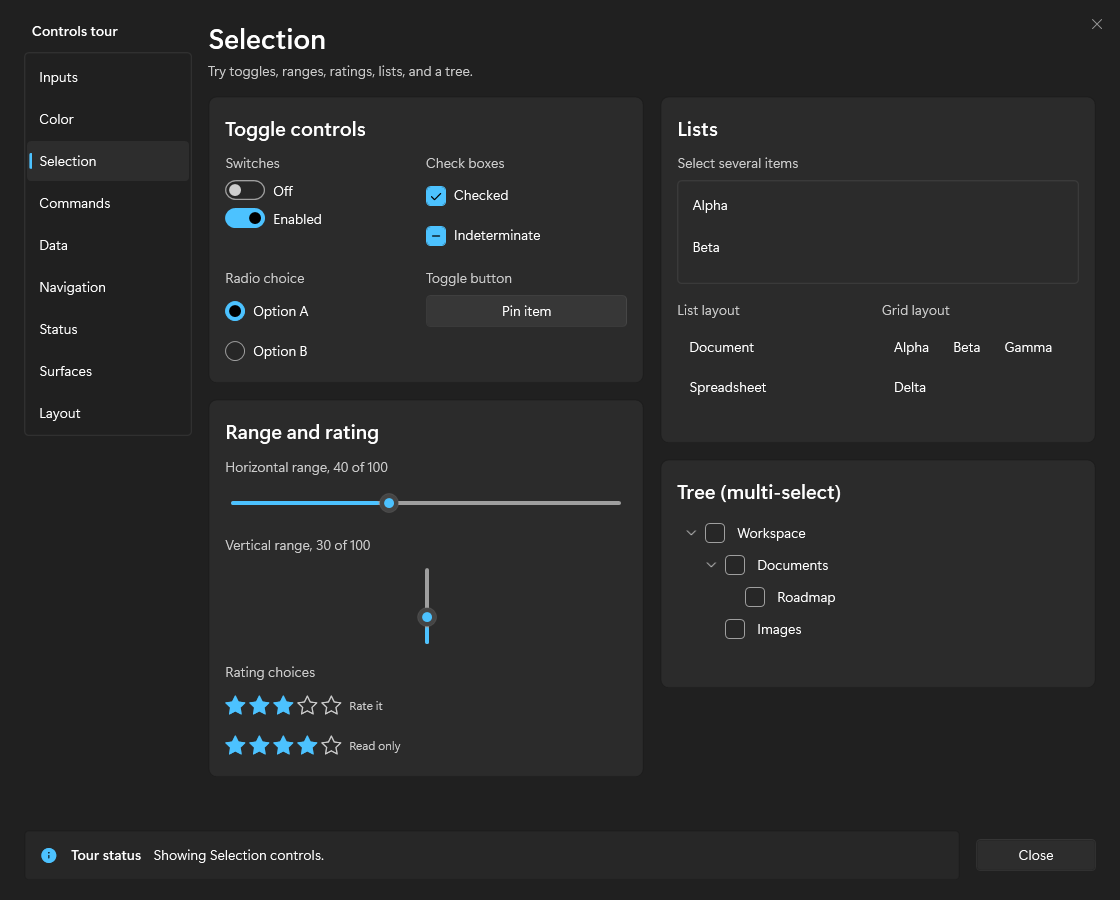 Controls tour
Inputs
Color
Selection
Commands
Data
Navigation
Status
Surfaces
Layout
Selection
Try toggles, ranges, ratings, lists, and a tree.
Toggle controls
Switches
Off
Enabled
Check boxes
Checked
Indeterminate
Radio choice
Option A
Option B
Toggle button
Pin item
Range and rating
Horizontal range, 40 of 100
Vertical range, 30 of 100
Rating choices
Rate it
Read only
Lists
Select several items
Alpha
Beta
List layout
Document
Spreadsheet
Grid layout
Alpha Beta Gamma
Delta
Tree (multi-select)
Workspace
Documents
Roadmap
Images
Tour status Showing Selection controls.
Close